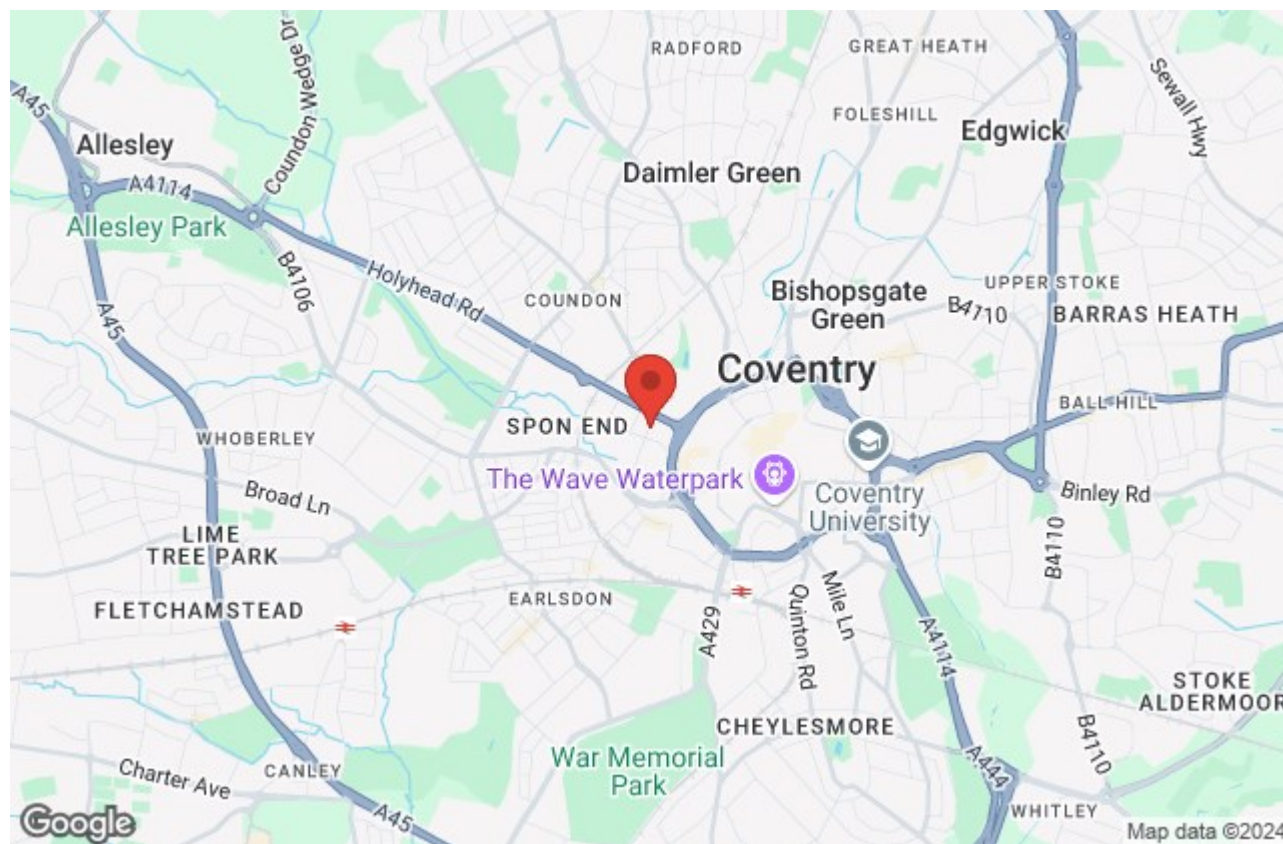 RADFORD
GREAT HEATH
Coundon Wedge Dr
Sewall Hwy
A45
FOLESHILL
Edgwick
Allesley
Daimler Green
A4114
Allesley Park
B4106
Holyhead Rd
COUNDON
Bishopsgate
Green
UPPER STOKE
B4110
BARRAS HEATH
A45
Coventry
BALL HILL
SPON END
WHOBERLEY
The Wave Waterpark
Coventry
University
Binley Rd
Broad Ln
LIME
TREE PARK
B4110
FLETCHAMSTEAD
EARLSDON
A429
Quinton Rd
Mile Ln
A4114
STOKE
ALDERMOOR
CHEYLESMORE
B4110
War Memorial
Park
CANLEY
Charter Ave
A45
A444
WHITLEY
Google
Map data ©2024